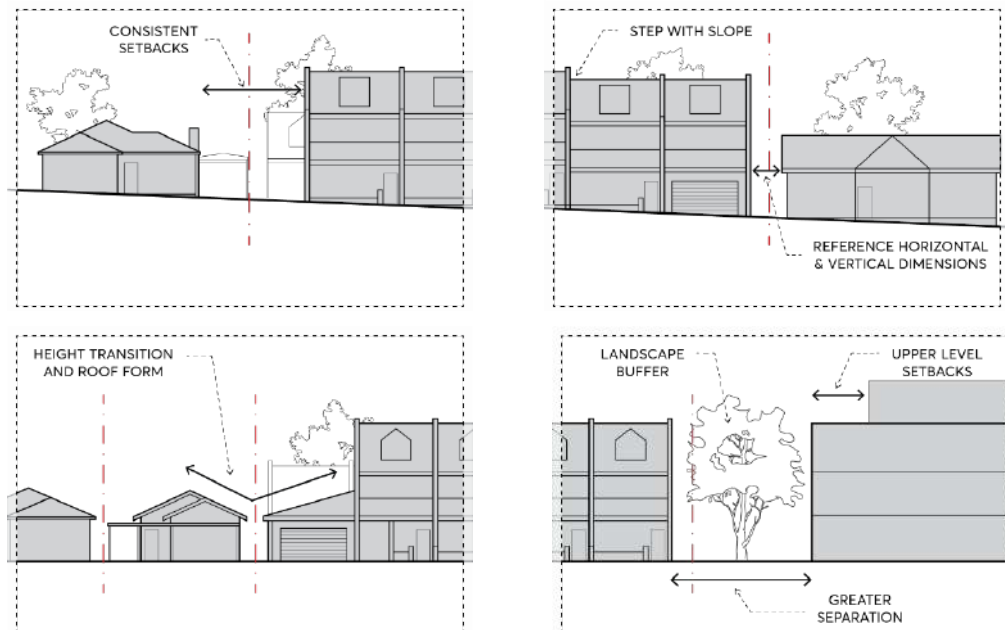 CONSISTENT
SETBACKS
STEP WITH SLOPE
REFERENCE HORIZONTAL
& VERTICAL DIMENSIONS
HEIGHT TRANSITION
AND ROOF FORM
LANDSCAPE
BUFFER
UPPER LEVEL
SETBACKS
GREATER
SEPARATION